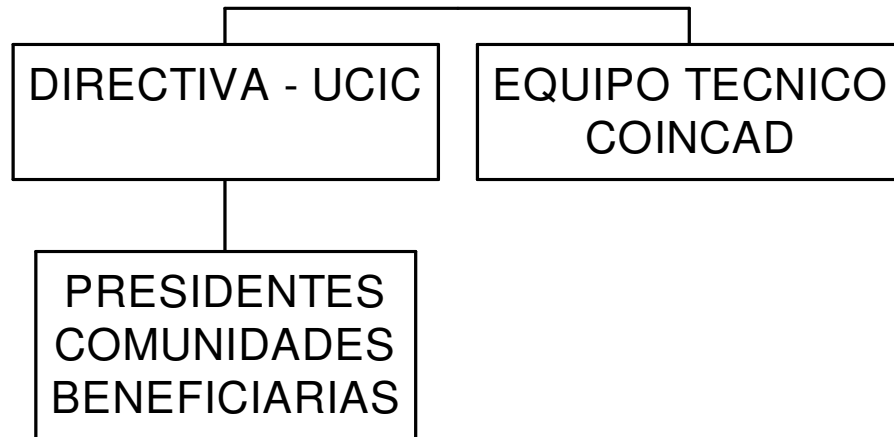 DIRECTIVA - UCIC
EQUIPO TECNICO
COINCAD
PRESIDENTES
COMUNIDADES
BENEFICIARIAS